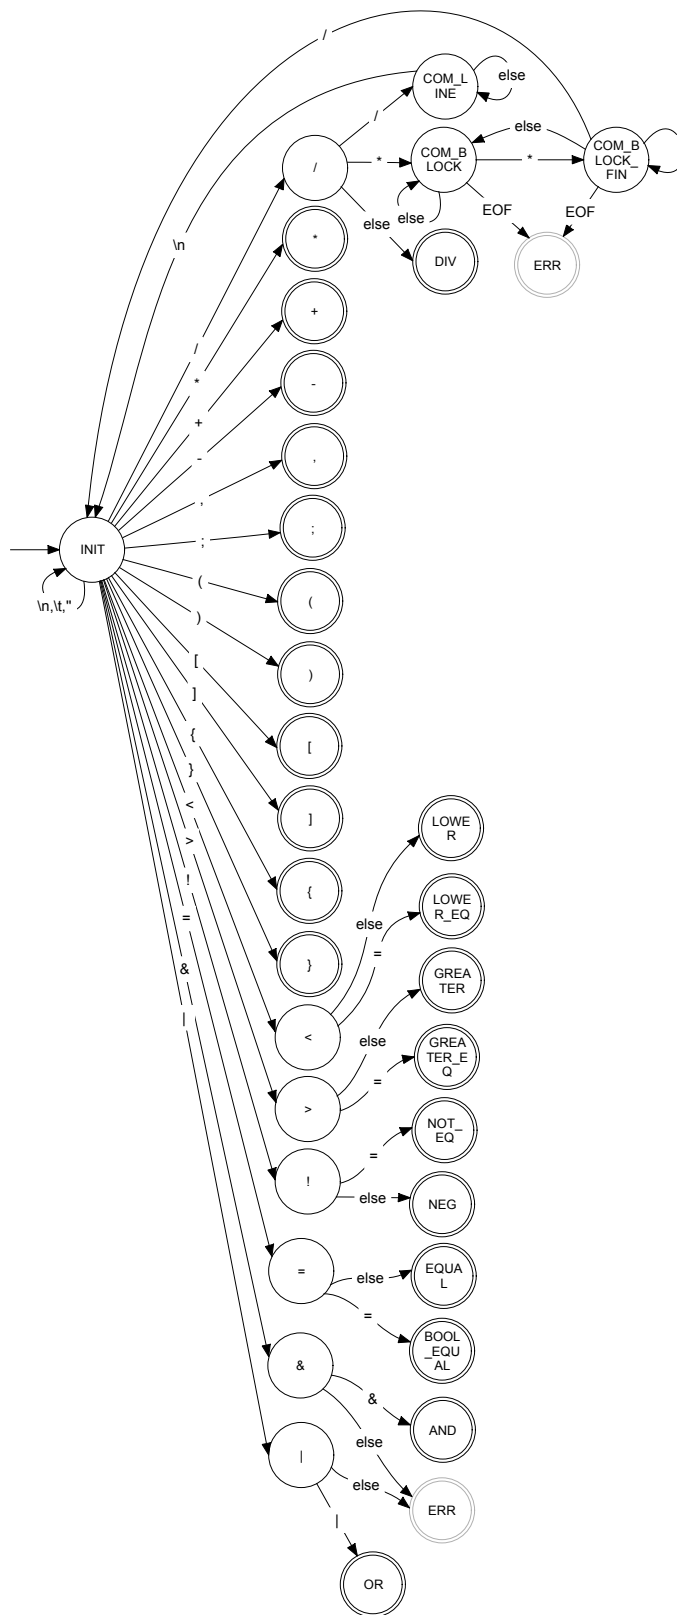 /
COM_L
INE
else
/
/
*
COM_B
LOCK
*
else
COM_B
LOCK_
FIN
else
EOF
EOF
else
DIV
ERR
\n
/
*
*
+
+
-
-
,
,
INIT
;
;
\n,\t,''
(
(
)
)
[
[
]
]
{
{
}
}
<
<
else
LOWE
R
=
LOWE
R_EQ
>
>
else
GREA
TER
=
GREA
TER_E
Q
!
!
=
NOT_
EQ
else
NEG
=
=
else
EQUA
L
=
BOOL
_EQU
AL
&
&
&
AND
else
|
|
else
ERR
|
OR